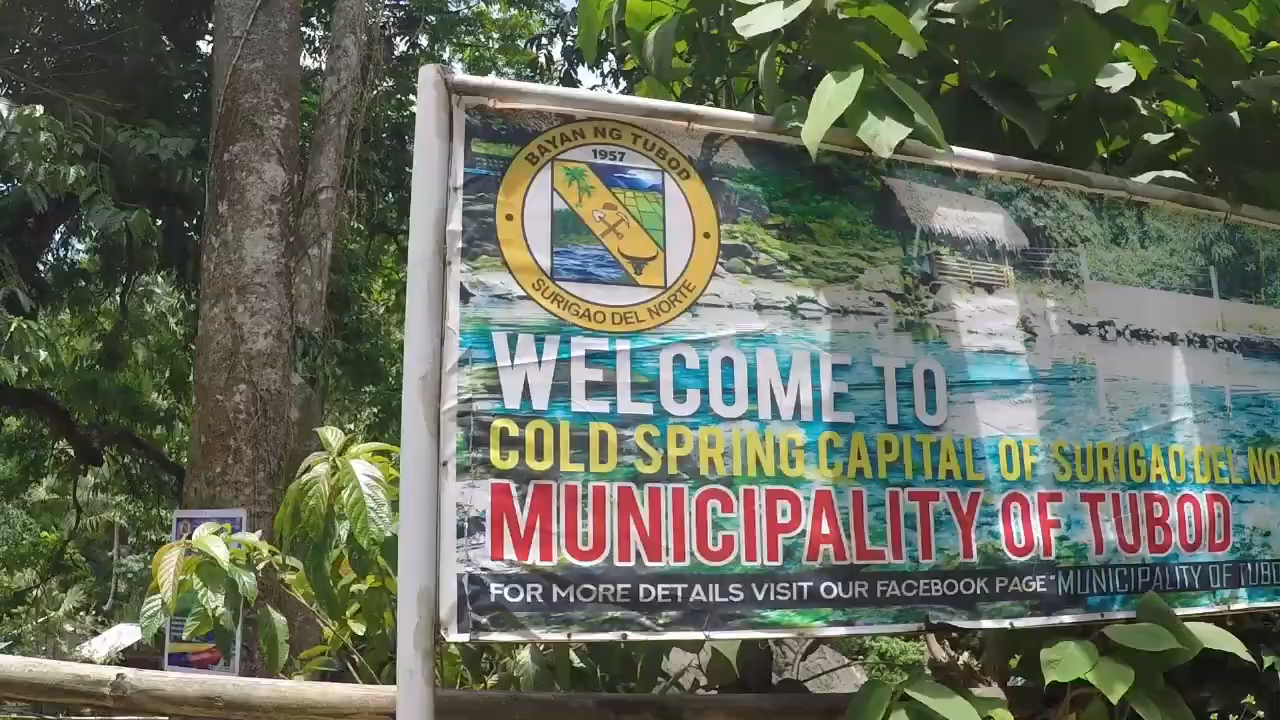 BAYAN NG TUBOD
1957
SURIGAO DEL NORTE
WELCOME TO
COLD SPRING CAPITAL OF SURIGAO DEL NO
MUNICIPALITY OF TUBOD
FOR MORE DETAILS VISIT OUR FACEBOOK PAGE "MUNICIPALITY OF TUBO